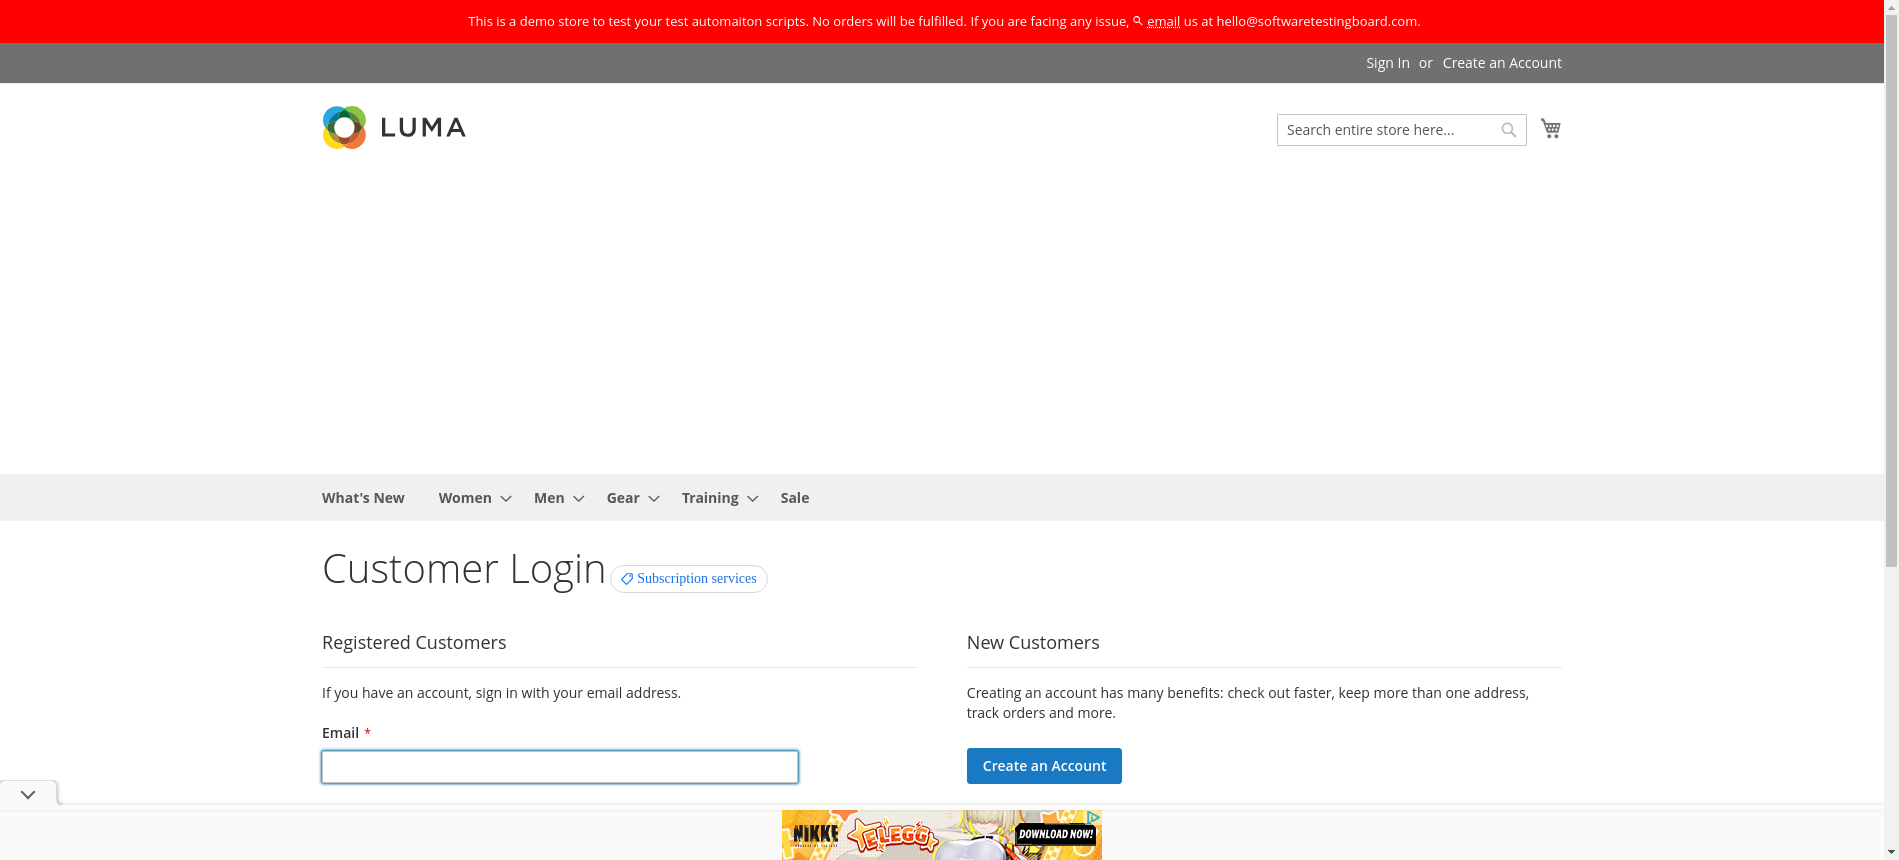 This is a demo store to test your test automaiton scripts. No orders will be fulfilled. If you are facing any issue, email us at hello@softwaretestingboard.com.
Sign In or Create an Account
LUMA
Search entire store here...
What's New Women Men Gear Training Sale
Customer Login
Subscription services
Registered Customers
If you have an account, sign in with your email address.
Email *
New Customers
Creating an account has many benefits: check out faster, keep more than one address,
track orders and more.
Create an Account
NIKKE
TELEGG
DOWNLOAD NOW!